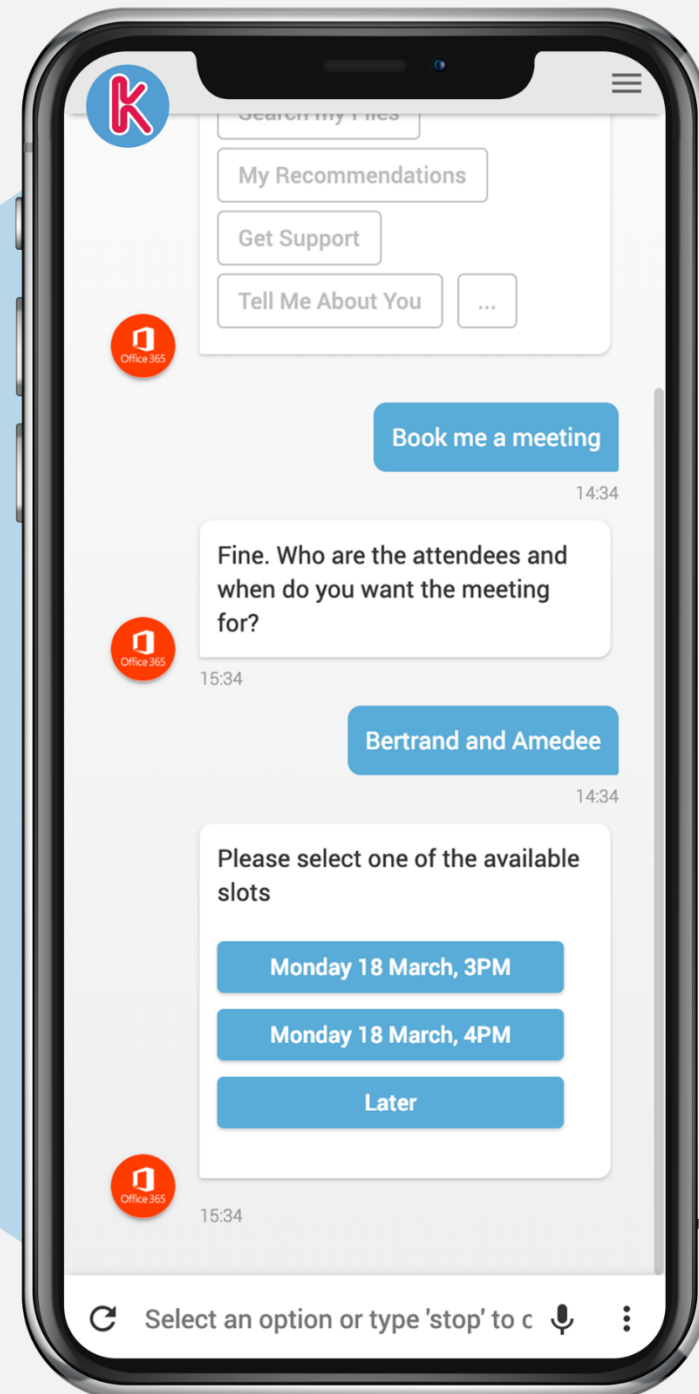 k
Search my Files
My Recommendations
Get Support
Tell Me About You
...
Office 365
Book me a meeting
14:34
Fine. Who are the attendees and
when do you want the meeting
for?
Office 365
15:34
Bertrand and Amedee
14:34
Please select one of the available
slots
Monday 18 March, 3PM
Monday 18 March, 4PM
Later
Office 365
15:34
Select an option or type 'stop' to c